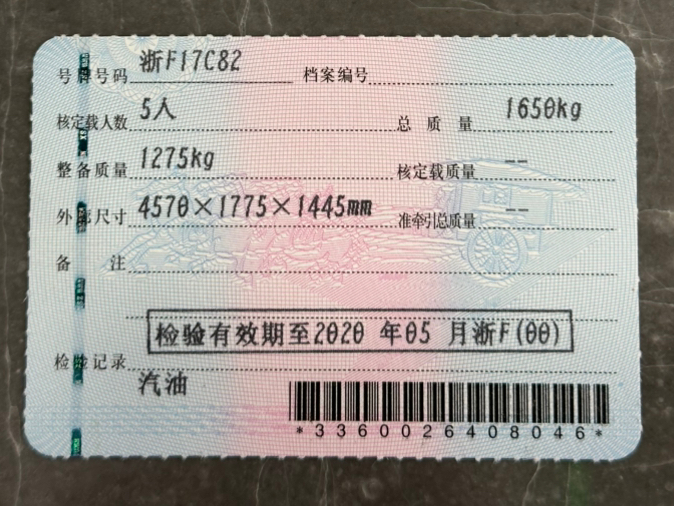 号牌号码 浙F17C82 档案编号
核定载人数 5人 总质量 1650kg
整备质量 1275kg 核定载质量 --
外廓尺寸 4570×1775×1445mm 准牵引总质量 --
备注
检验有效期至2020 年05 月浙F(00)
检验记录
汽油
*3360026408046*